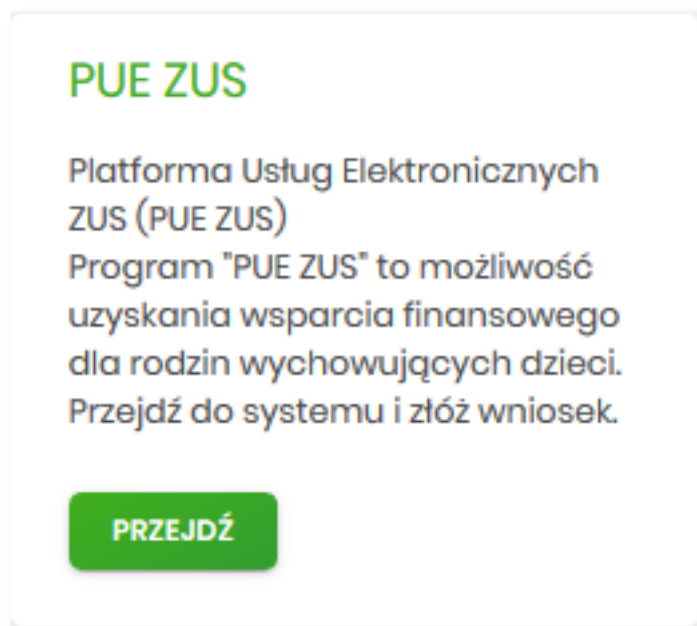 PUE ZUS
Platforma Usług Elektronicznych
ZUS (PUE ZUS)
Program "PUE ZUS" to możliwość
uzyskania wsparcia finansowego
dla rodzin wychowujących dzieci.
Przejdź do systemu i złóż wniosek.
PRZEJDŹ